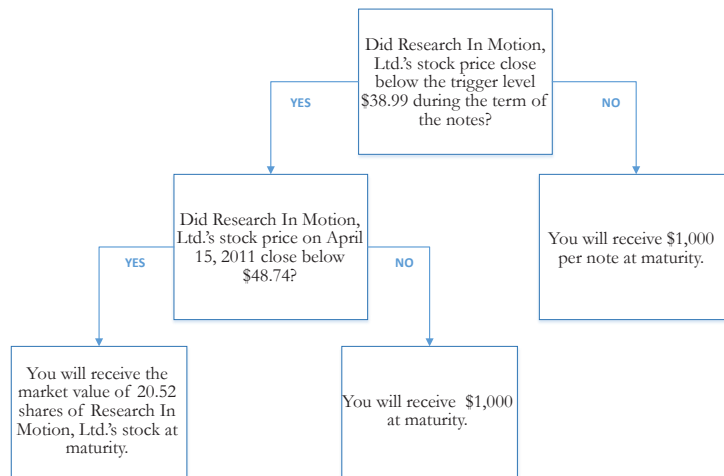 Did Research In Motion,
Ltd.'s stock price close
below the trigger level
$38.99 during the term of
the notes?
YES
NO
Did Research In Motion,
Ltd.'s stock price on April
15, 2011 close below
$48.74?
You will receive $1,000
per note at maturity.
YES
NO
You will receive the
market value of 20.52
shares of Research In
Motion, Ltd.'s stock at
maturity.
You will receive $1,000
at maturity.